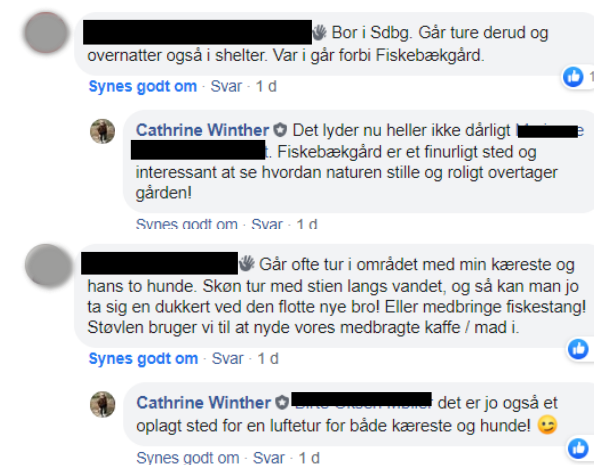 Bor i Sdbg. Går ture derud og
overnatter også i shelter. Var i går forbi Fiskebækgård.
1
Synes godt om · Svar · 1 d
Cathrine Winther Det lyder nu heller ikke dårligt
. Fiskebækgård er et finurligt sted og
interessant at se hvordan naturen stille og roligt overtager
gården!
Synes godt om · Svar · 1 d
Går ofte tur i området med min kæreste og
hans to hunde. Skøn tur med stien langs vandet, og så kan man jo
ta sig en dukkert ved den flotte nye bro! Eller medbringe fiskestang!
Støvlen bruger vi til at nyde vores medbragte kaffe / mad i.
Synes godt om · Svar · 1 d
Cathrine Winther det er jo også et
oplagt sted for en luftetur for både kæreste og hunde! 😉
Synes godt om · Svar · 1 d